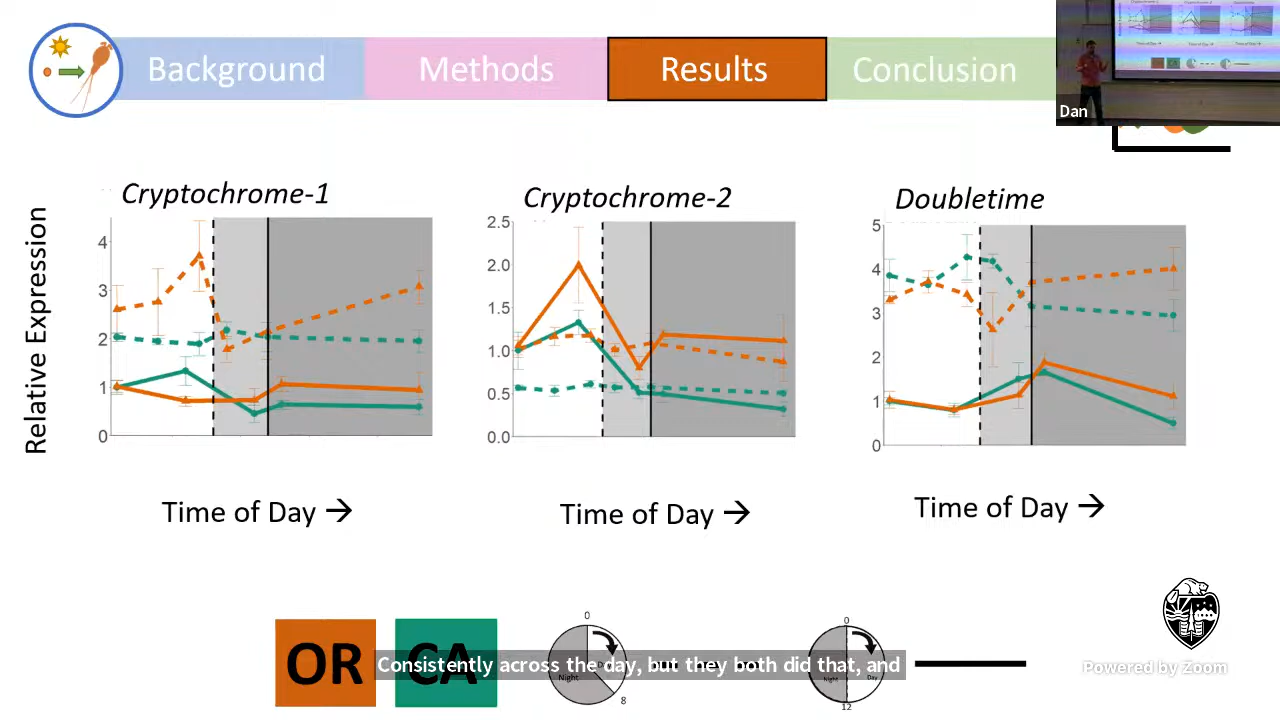 Background
Methods
Results
Conclusion
Dan
Cryptochrome-1
Cryptochrome-2
Doubletime
Relative Expression
4
3
2
1
0
2.5
2.0
1.5
1.0
0.5
0.0
5
4
3
2
1
0
Time of Day →
Time of Day →
Time of Day →
OR
CA
0
Night
8
0
Night
Day
12
Consistently across the day, but they both did that, and
Powered by Zoom